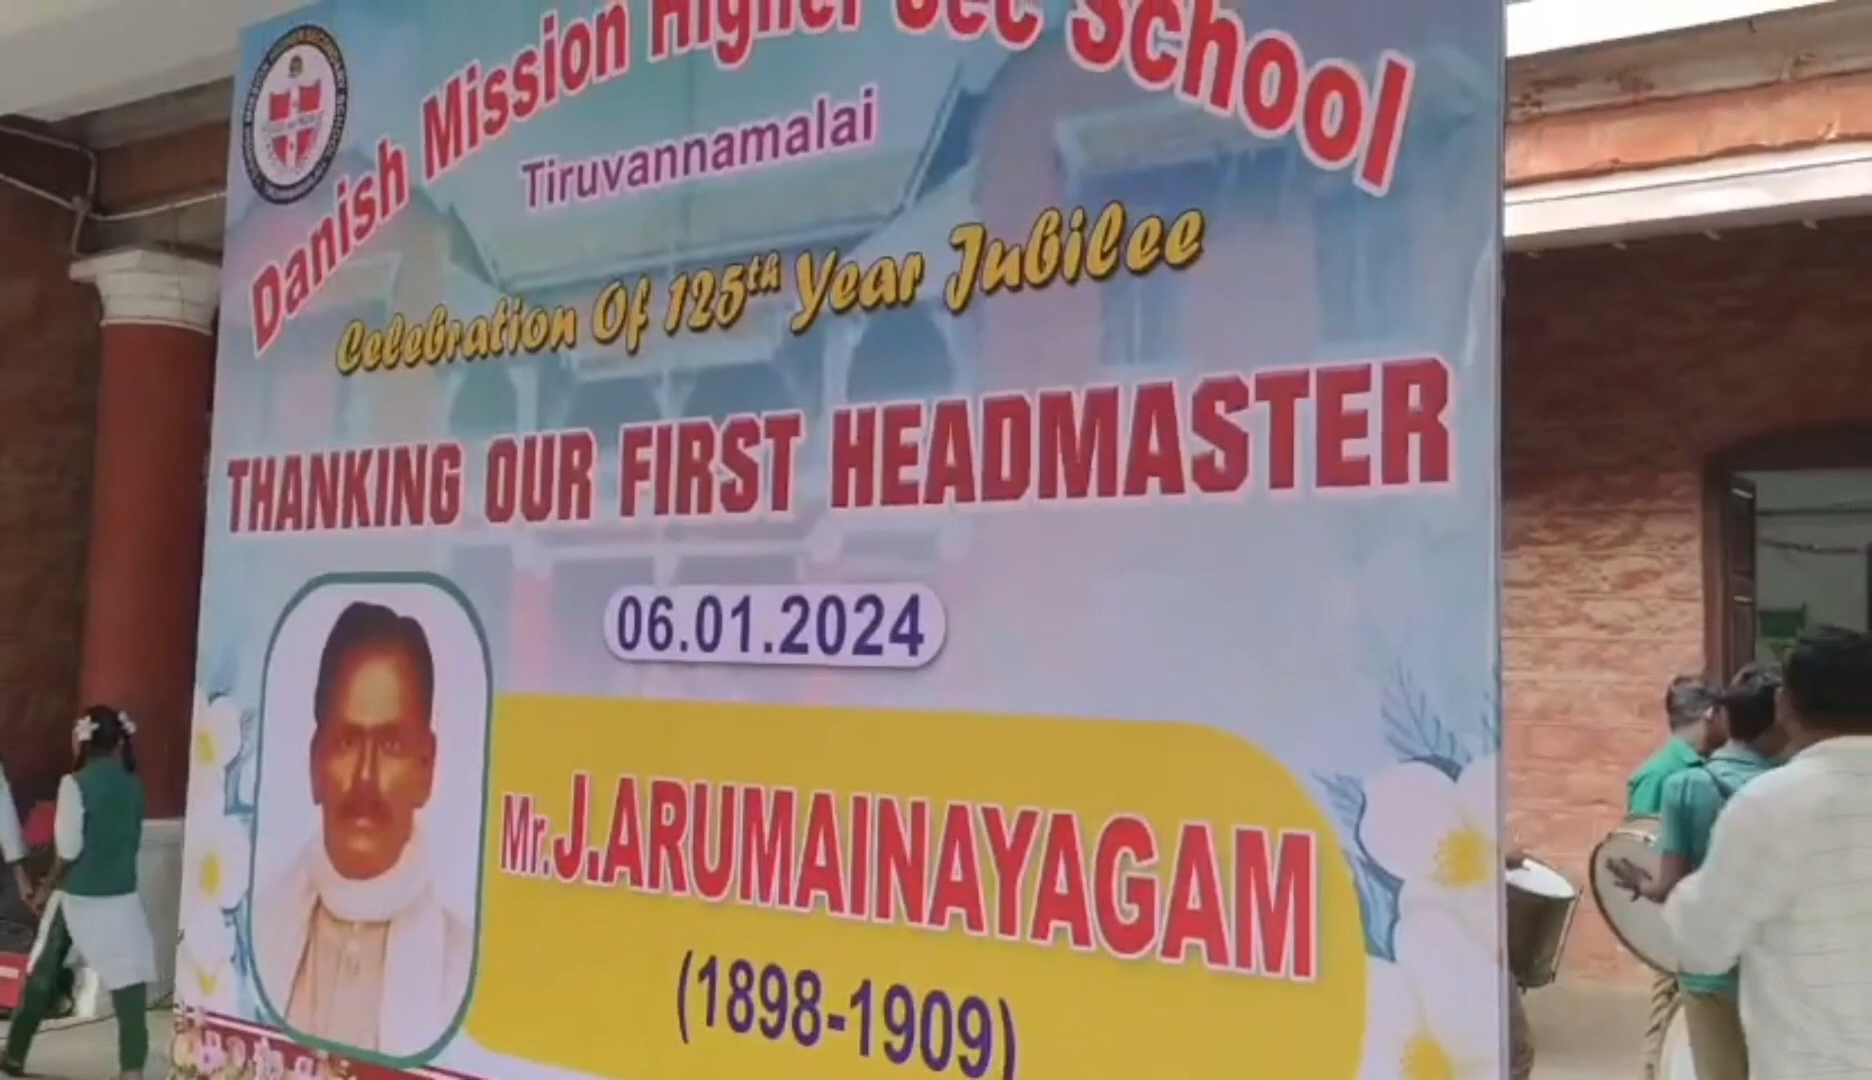 Danish Mission Higher Sec School
Tiruvannamalai
Celebration Of 125th Year Jubilee
THANKING OUR FIRST HEADMASTER
06.01.2024
Mr.J.ARUMAINAYAGAM
(1898-1909)